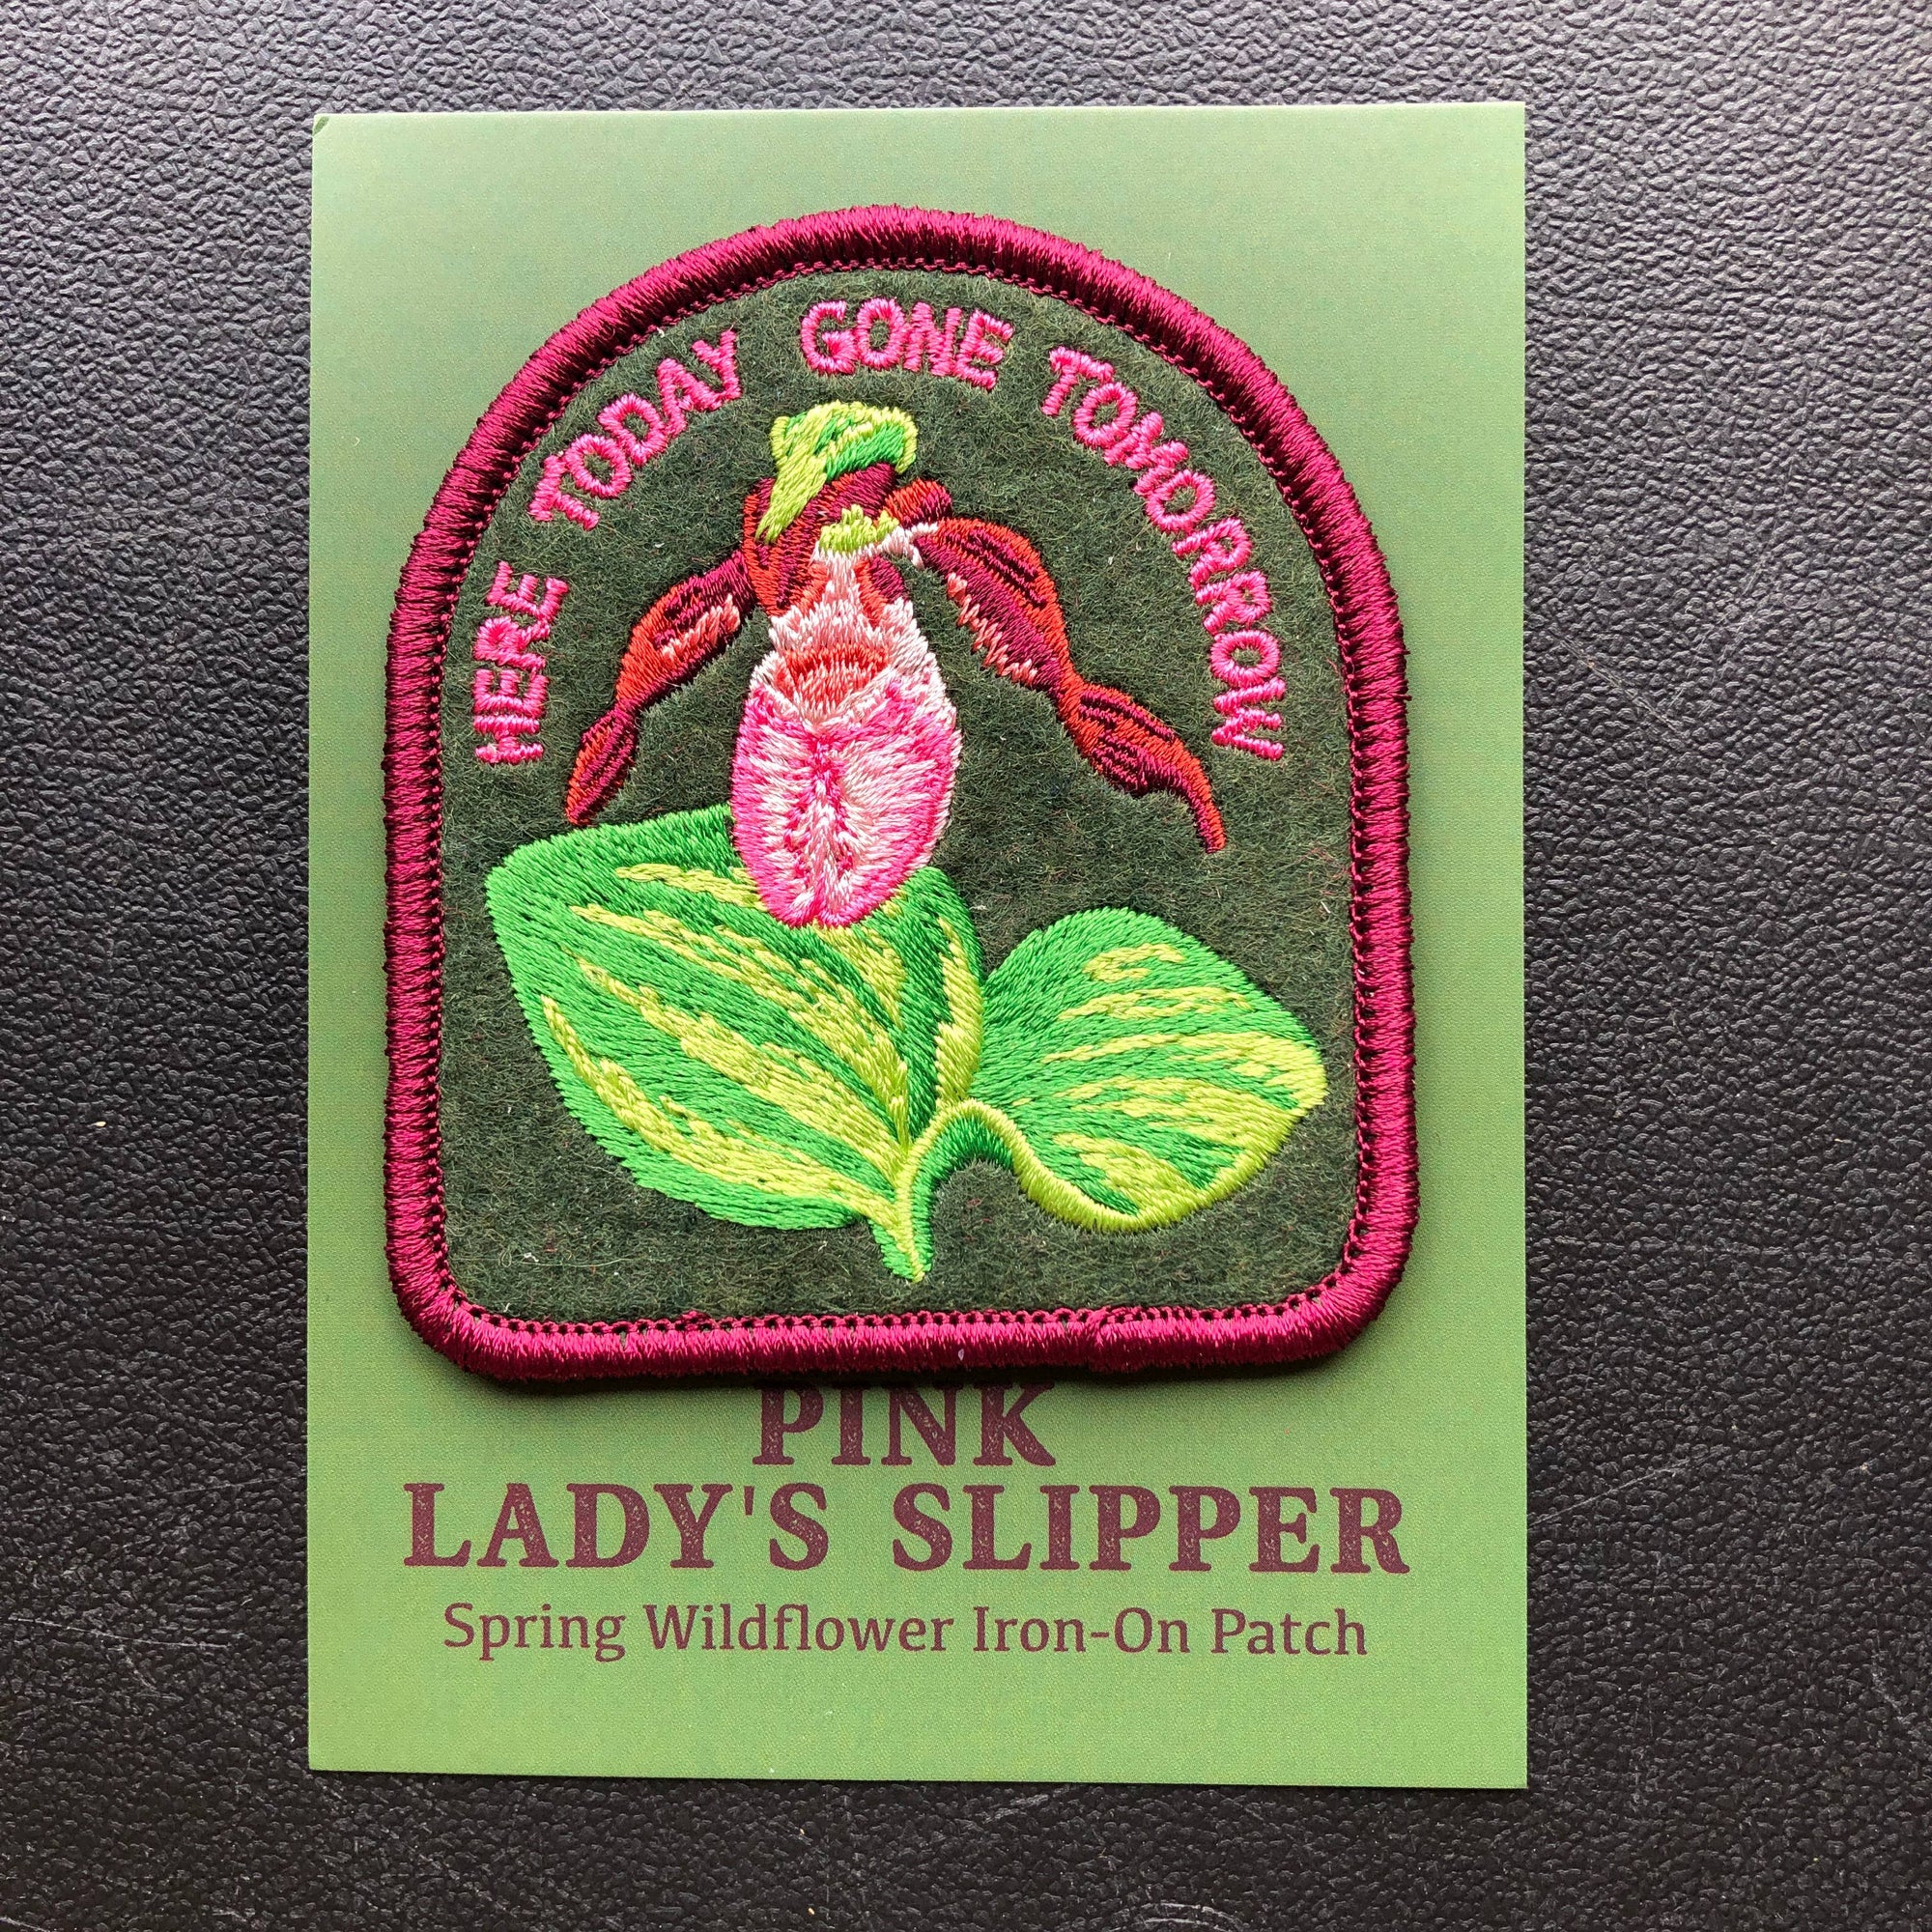 HERE TODAY GONE TOMORROW
PINK
LADY'S SLIPPER
Spring Wildflower Iron-On Patch